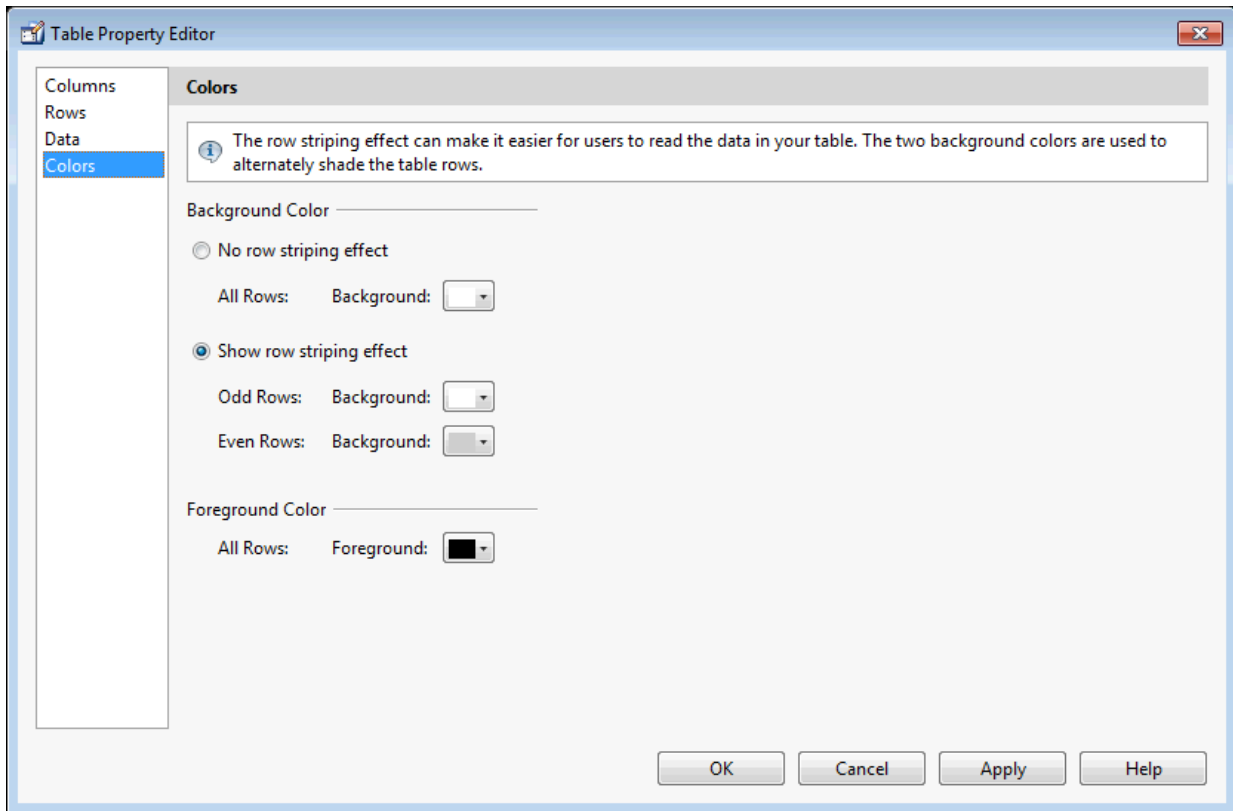 Table Property Editor
Columns
Rows
Data
Colors
Colors
The row striping effect can make it easier for users to read the data in your table. The two background colors are used to
alternately shade the table rows.
Background Color
No row striping effect
All Rows: Background:
Show row striping effect
Odd Rows: Background:
Even Rows: Background:
Foreground Color
All Rows: Foreground:
OK Cancel Apply Help